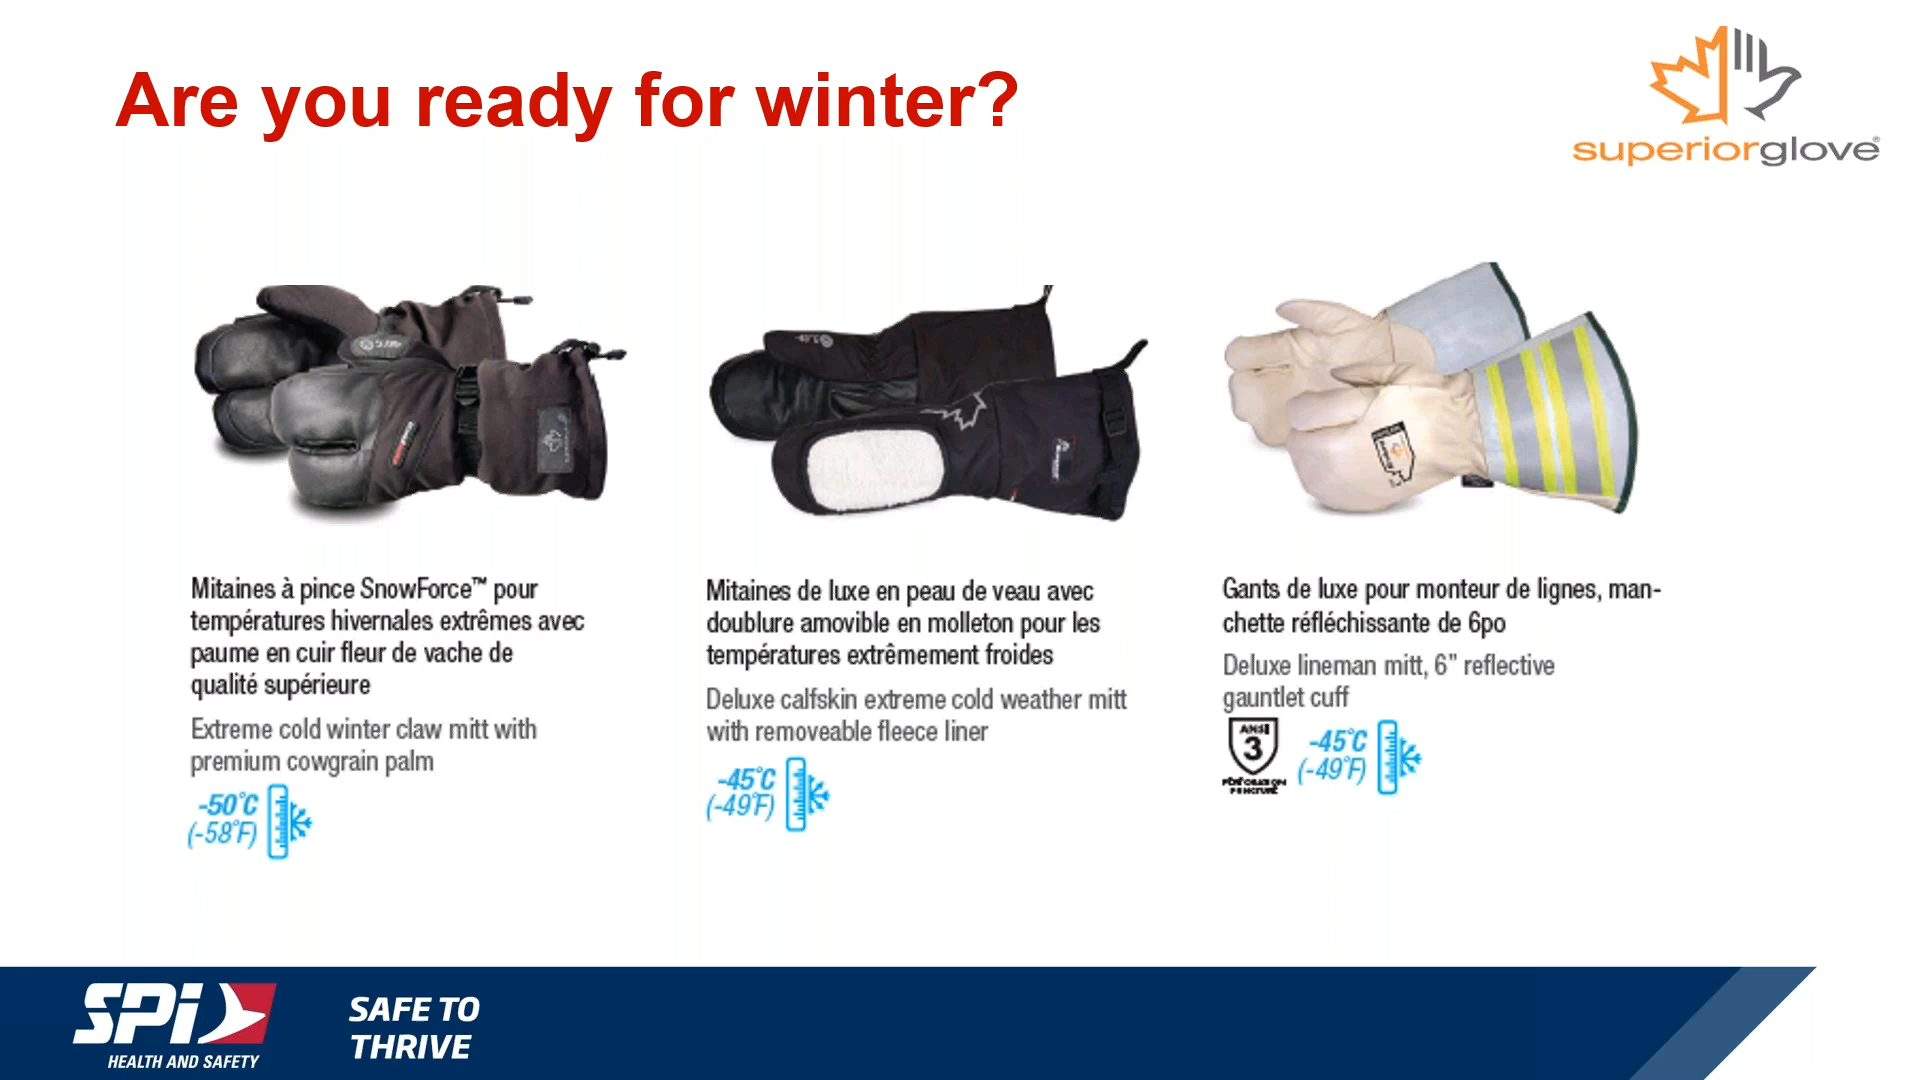 Are you ready for winter?
superiorglove®
Mitaines à pince SnowForce™ pour
températures hivernales extrêmes avec
paume en cuir fleur de vache de
qualité supérieure
Extreme cold winter claw mitt with
premium cowgrain palm
-50°C
(-58°F)
Mitaines de luxe en peau de veau avec
doublure amovible en molleton pour les
températures extrêmement froides
Deluxe calfskin extreme cold weather mitt
with removeable fleece liner
-45°C
(-49°F)
Gants de luxe pour monteur de lignes, man-
chette réfléchissante de 6po
Deluxe lineman mitt, 6" reflective
gauntlet cuff
ANSI
3
PERFORATION
PUNCTURE
-45°C
(-49°F)
SPi
HEALTH AND SAFETY
SAFE TO
THRIVE